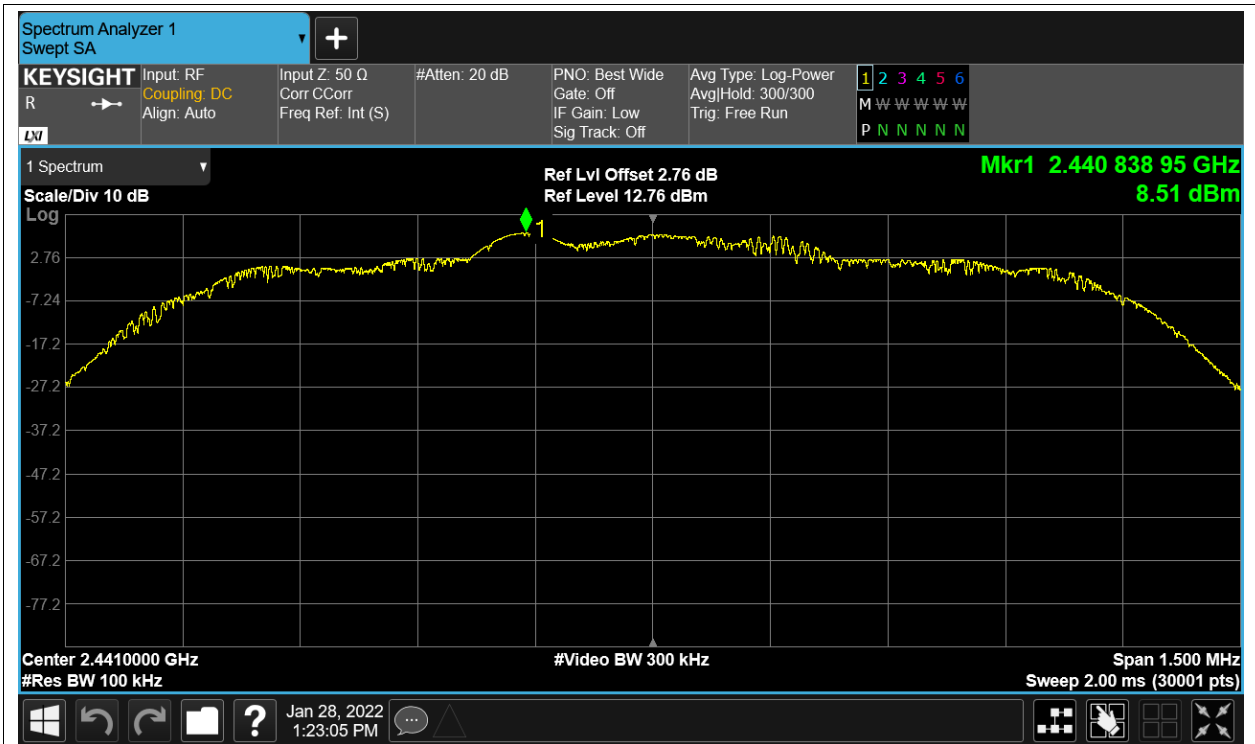 Spectrum Analyzer 1
Swept SA
KEYSIGHT
R
LXI
Input: RF
Coupling: DC
Align: Auto
Input Z: 50 Ω
Corr CCorr
Freq Ref: Int (S)
#Atten: 20 dB
PNO: Best Wide
Gate: Off
IF Gain: Low
Sig Track: Off
Avg Type: Log-Power
Avg|Hold: 300/300
Trig: Free Run
1 2 3 4 5 6
M W W W W W
P N N N N N
1 Spectrum
Scale/Div 10 dB
Log
Ref Lvl Offset 2.76 dB
Ref Level 12.76 dBm
Mkr1 2.440 838 95 GHz
8.51 dBm
1
2.76
-7.24
-17.2
-27.2
-37.2
-47.2
-57.2
-67.2
-77.2
Center 2.4410000 GHz
#Res BW 100 kHz
#Video BW 300 kHz
Span 1.500 MHz
Sweep 2.00 ms (30001 pts)
?
Jan 28, 2022
1:23:05 PM